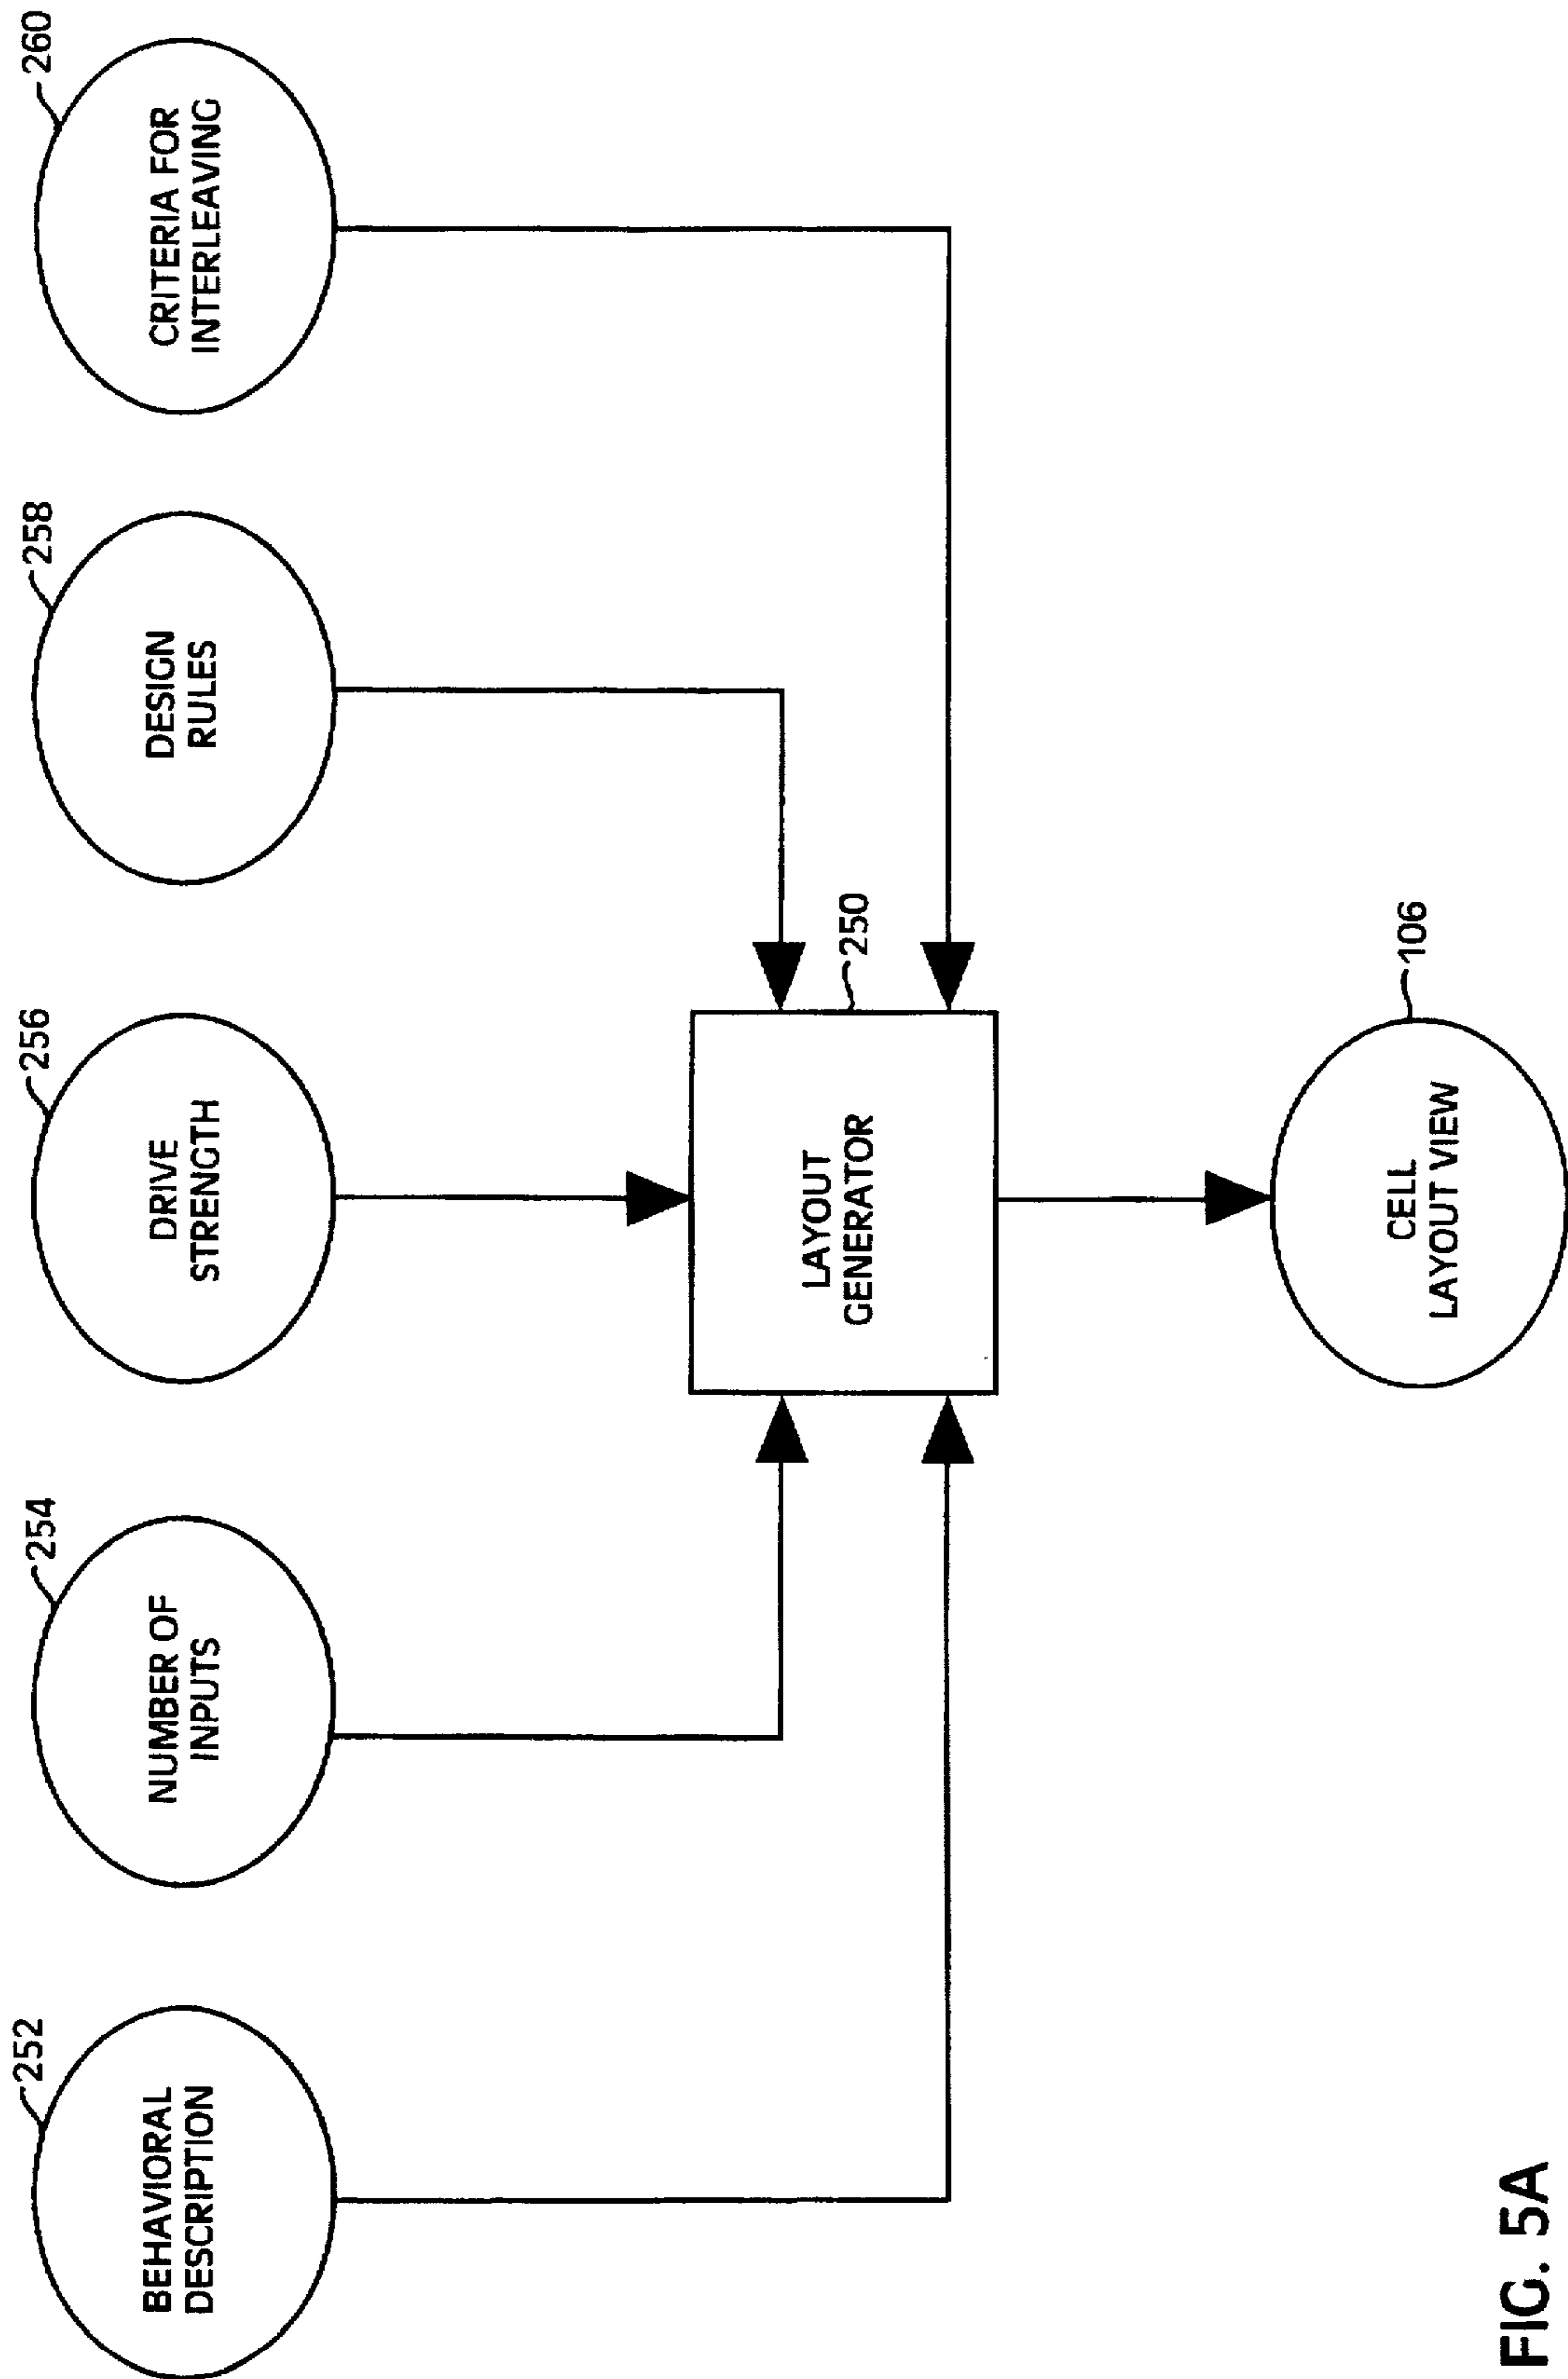 252
254
256
258
260
BEHAVIORAL
DESCRIPTION
NUMBER OF
INPUTS
DRIVE
STRENGTH
DESIGN
RULES
CRITERIA FOR
INTERLEAVING
250
LAYOUT
GENERATOR
106
CELL
LAYOUT VIEW
FIG. 5A